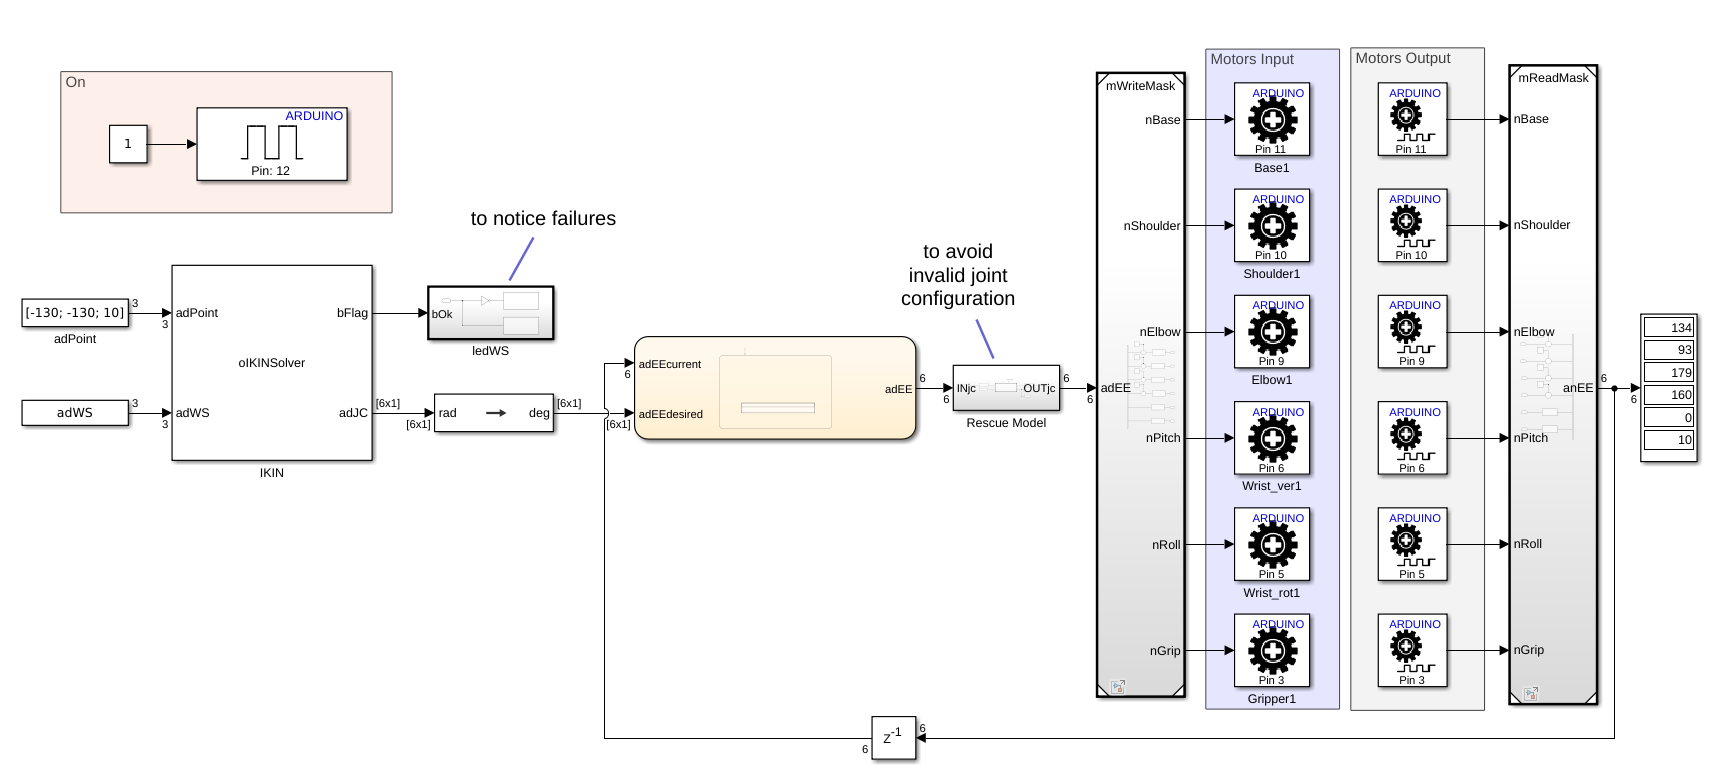 On
1
ARDUINO
Pin: 12
to notice failures
[-130; -130; 10]
3
3
adPoint
adWS
3
3
adPoint
bFlag
oIKINSolver
adWS
adJC
IKIN
bOk
ledWS
[6x1]
[6x1]
rad
deg
[6x1]
[6x1]
6
adEEcurrent
adEEdesired
adEE
6
6
to avoid
invalid joint
configuration
INjc
OUTjc
Rescue Model
6
6
mWriteMask
adEE
nBase
nShoulder
nElbow
nPitch
nRoll
nGrip
Motors Input
ARDUINO
Pin 11
Base1
ARDUINO
Pin 10
Shoulder1
ARDUINO
Pin 9
Elbow1
ARDUINO
Pin 6
Wrist_ver1
ARDUINO
Pin 5
Wrist_rot1
ARDUINO
Pin 3
Gripper1
Motors Output
ARDUINO
Pin 11
ARDUINO
Pin 10
ARDUINO
Pin 9
ARDUINO
Pin 6
ARDUINO
Pin 5
ARDUINO
Pin 3
mReadMask
nBase
nShoulder
nElbow
nPitch
nRoll
nGrip
anEE
6
6
134
93
179
160
0
10
Z-1
6
6